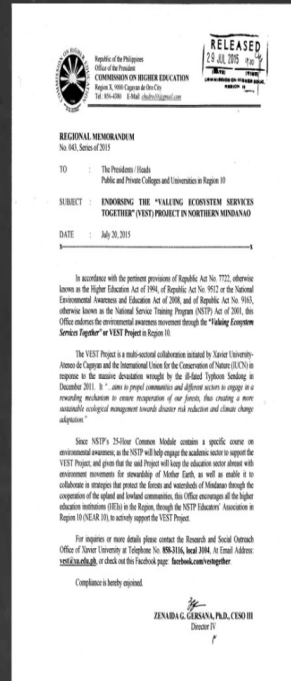 Republic of the Philippines
Office of the President
COMMISSION ON HIGHER EDUCATION
Region X, 9000 Cagayan de Oro City
RELEASED
29 JUL 2015
REGIONAL MEMORANDUM
No. 043, Series of 2015
TO : The Presidents / Heads
Public and Private Colleges and Universities in Region 10
SUBJECT : ENDORSING THE "VALUING ECOSYSTEM SERVICES
TOGETHER" (VEST) PROJECT IN NORTHERN MINDANAO
DATE : July 20, 2015
In accordance with the pertinent provisions of Republic Act No. 7722, otherwise
known as the Higher Education Act of 1994, of Republic Act No. 9512 or the National
Environmental Awareness and Education Act of 2008, and of Republic Act No. 9163,
otherwise known as the National Service Training Program (NSTP) Act of 2001, this
Office endorses the environmental awareness movement through the "Valuing Ecosystem
Services Together" or VEST Project in Region 10.
The VEST Project is a multi-sectoral collaboration initiated by Xavier University-
Ateneo de Cagayan and the International Union for the Conservation of Nature (IUCN) in
response to the massive devastation wrought by the ill-fated Typhoon Sendong in
December 2011. It "...aims to propel communities and different sectors to engage in a
rewarding mechanism to ensure recuperation of our forests, thus creating a more
sustainable ecological management towards disaster risk reduction and climate change
adaptation."
Since NSTP's 25-Hour Common Module contains a specific course on
environmental awareness; as the NSTP will help engage the academic sector to support the
VEST Project; and given that the said Project will keep the education sector abreast with
environment movements for stewardship of Mother Earth, as well as enable it to
collaborate in strategies that protect the forests and watersheds of Mindanao through the
cooperation of the upland and lowland communities, this Office encourages all the higher
education institutions (HEIs) in the Region, through the NSTP Educators' Association in
Region 10 (NEAR 10), to actively support the VEST Project.
For inquiries or more details please contact the Research and Social Outreach
Office of Xavier University at Telephone No. 858-3116, local 3104, At Email Address:
vest@xu.edu.ph, or check out this Facebook page: facebook.com/vestogether.
Compliance is hereby enjoined.
ZENAIDA G. GERSANA, Ph.D., CESO III
Director IV